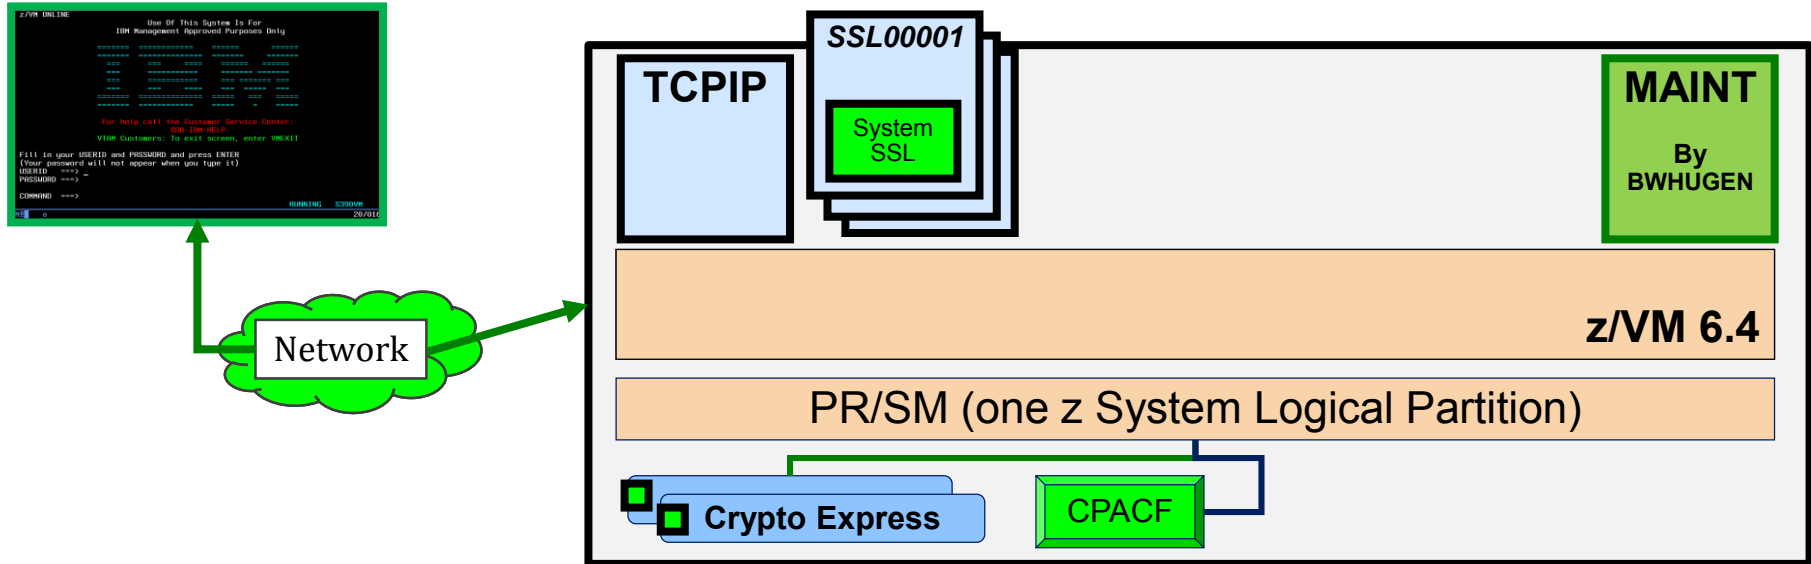 z/VM ONLINE
Use Of This System Is For
IBM Management Approved Purposes Only
For help call the Customer Service Center:
800-IBM-HELP
VTAM Customers: To exit screen, enter VMEXIT
Fill in your USERID and PASSWORD and press ENTER
(Your password will not appear when you type it)
USERID ===> _
PASSWORD ===>
COMMAND ===>
RUNNING S390VM
20/016
Network
TCPIP
SSL00001
System
SSL
MAINT
By
BWHUGEN
z/VM 6.4
PR/SM (one z System Logical Partition)
Crypto Express
CPACF